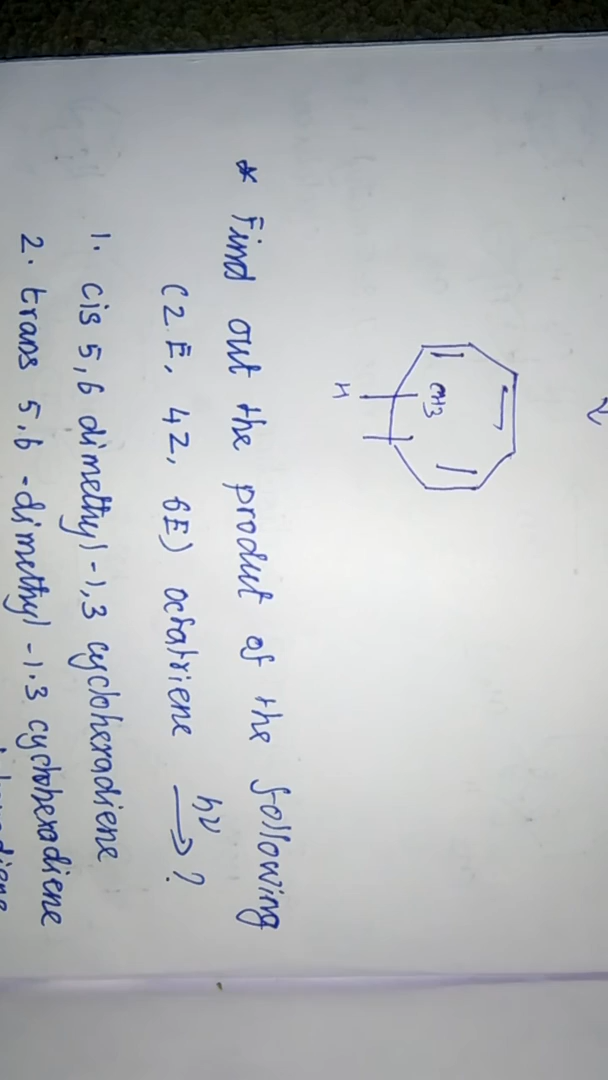 CH3
H
* Find out the product of the following
(2E, 4Z, 6E) octatriene hν → ?
1. cis 5,6 dimethyl-1,3 cyclohexadiene
2. trans 5,6-dimethyl-1.3 cyclohexadiene